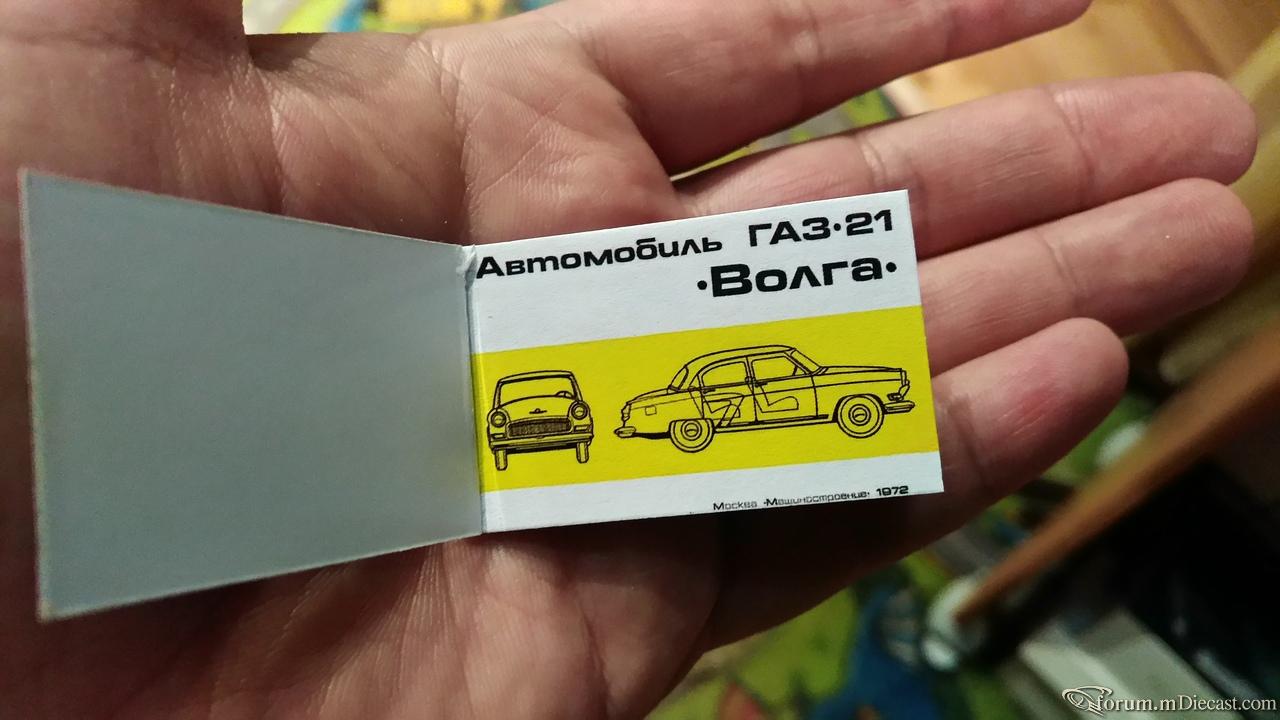 Автомобиль ГАЗ·21
·Волга·
Москва ·Машиностроение· 1972
forum.mDiecast.com